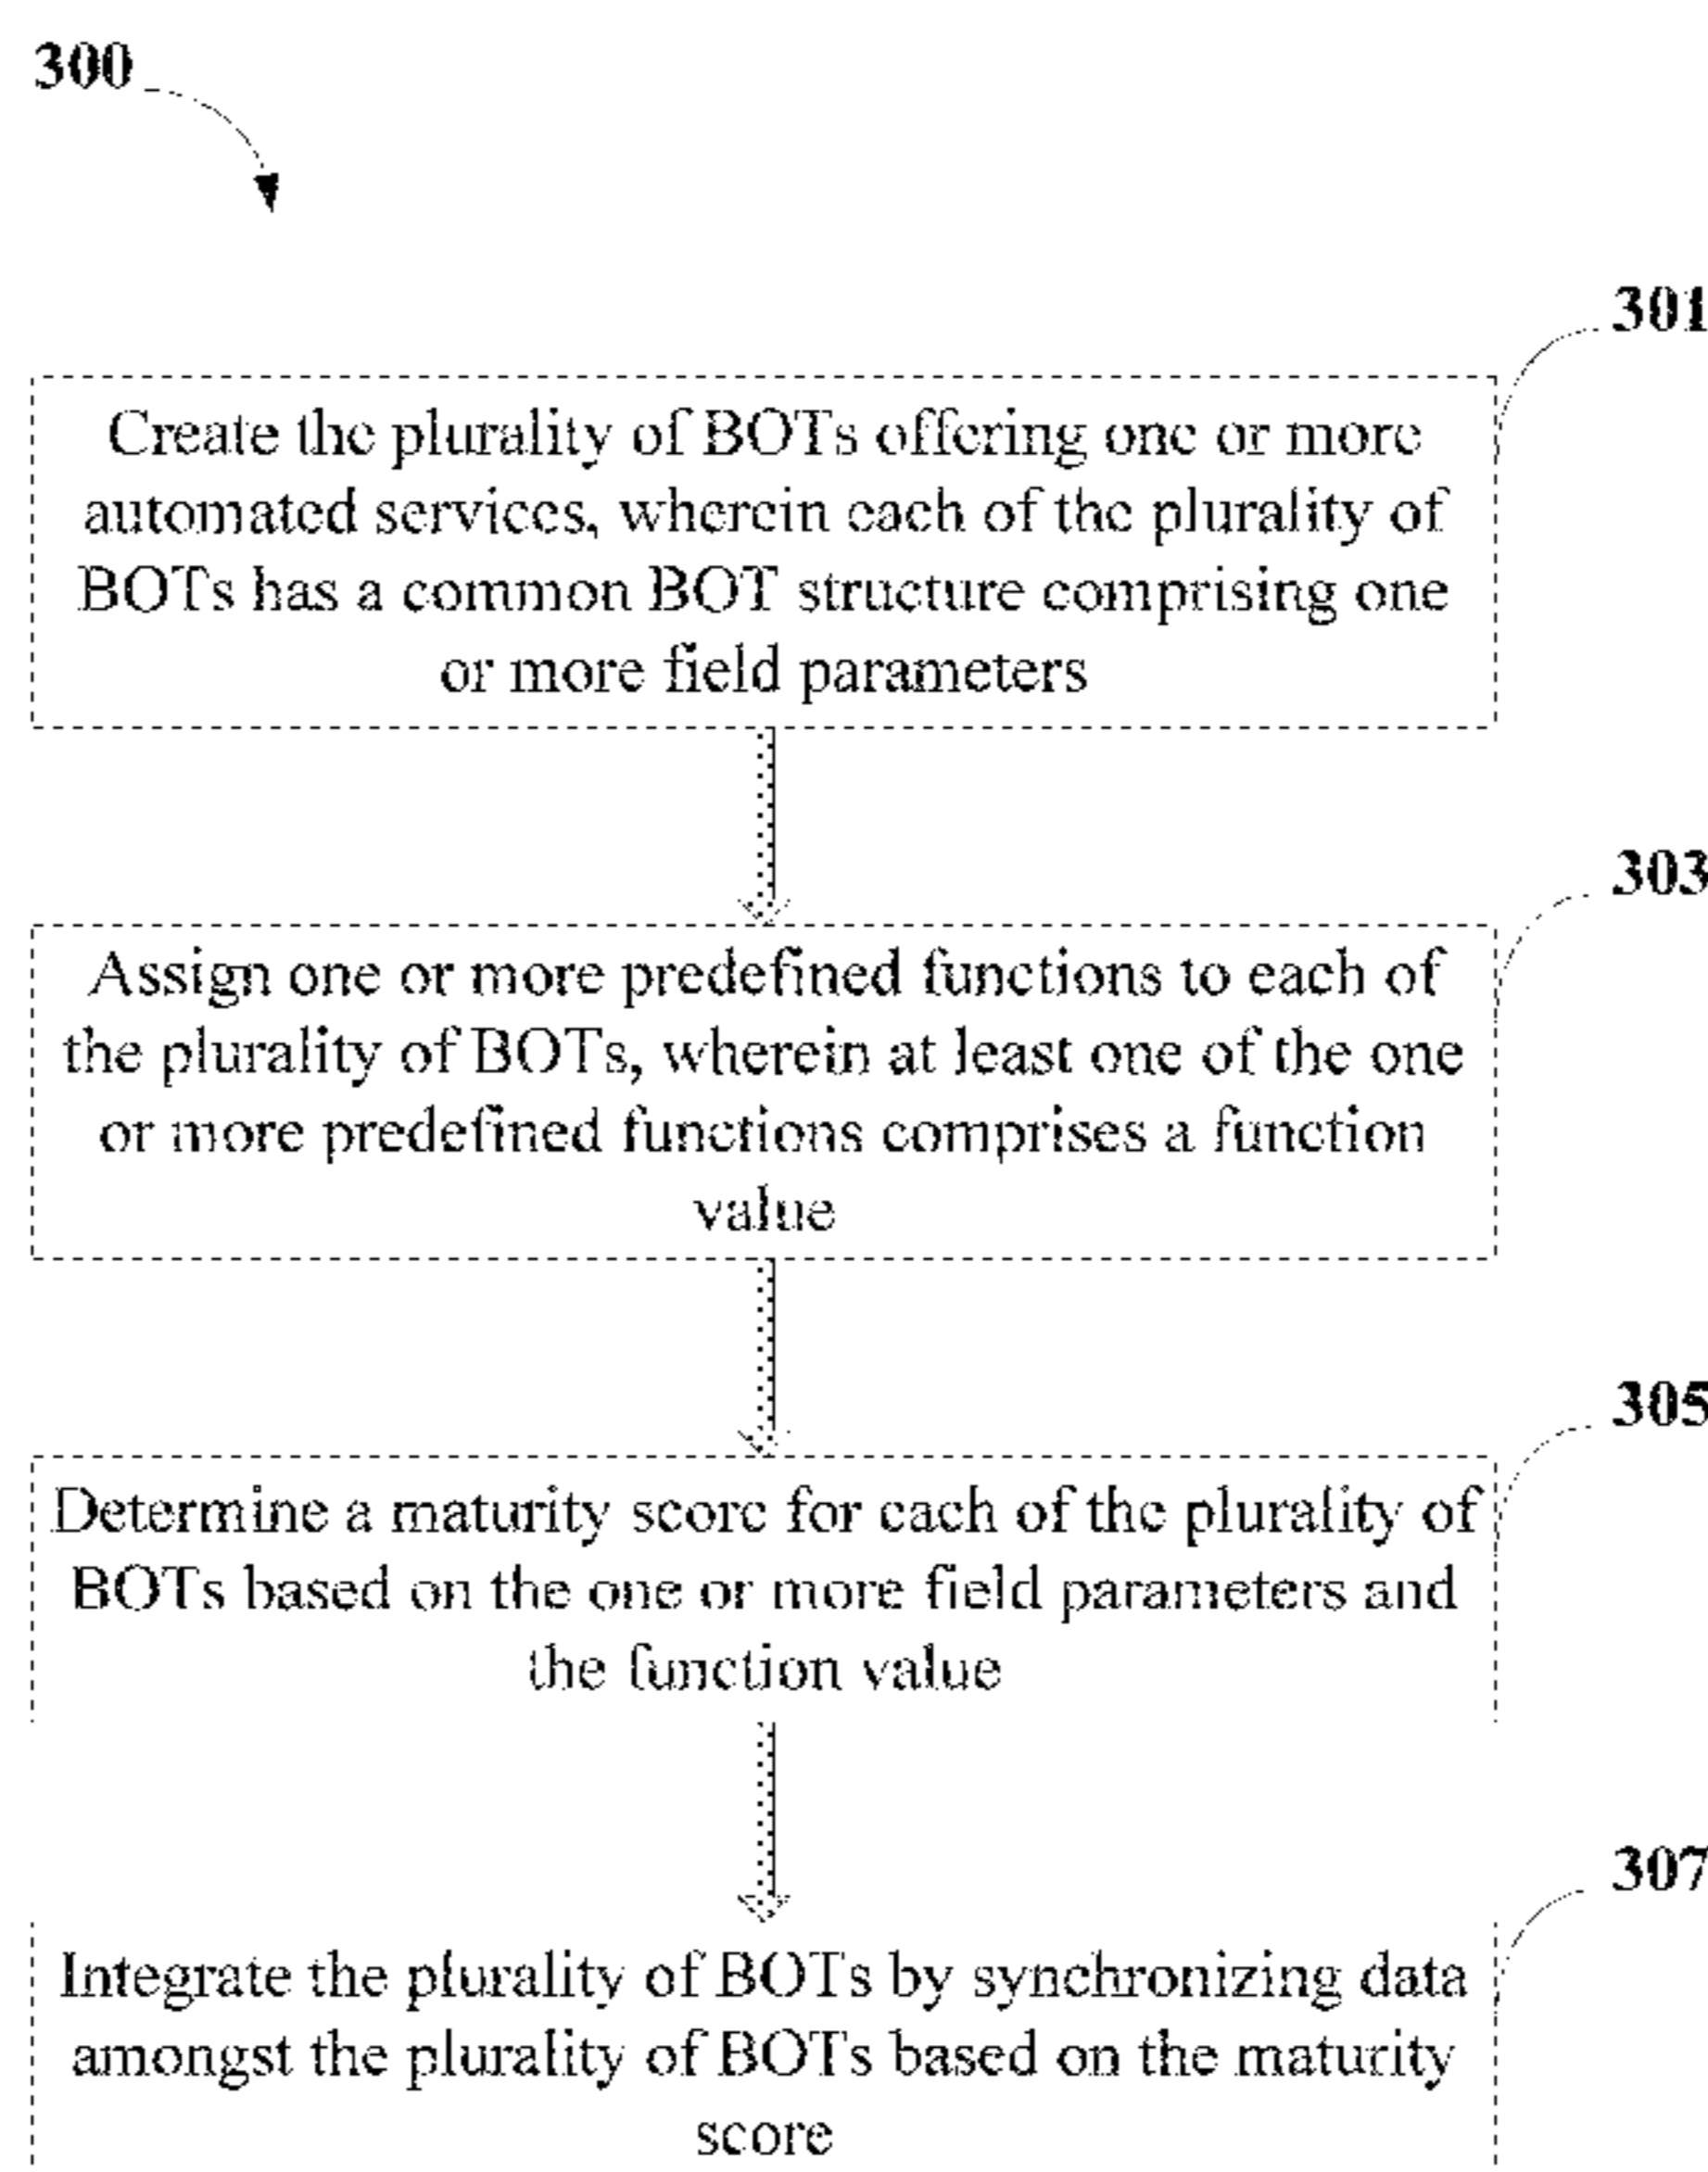 300
301
Create the plurality of BOTs offering one or more
automated services, wherein each of the plurality of
BOTs has a common BOT structure comprising one
or more field parameters
303
Assign one or more predefined functions to each of
the plurality of BOTs, wherein at least one of the one
or more predefined functions comprises a function
value
305
Determine a maturity score for each of the plurality of
BOTs based on the one or more field parameters and
the function value
307
Integrate the plurality of BOTs by synchronizing data
amongst the plurality of BOTs based on the maturity
score